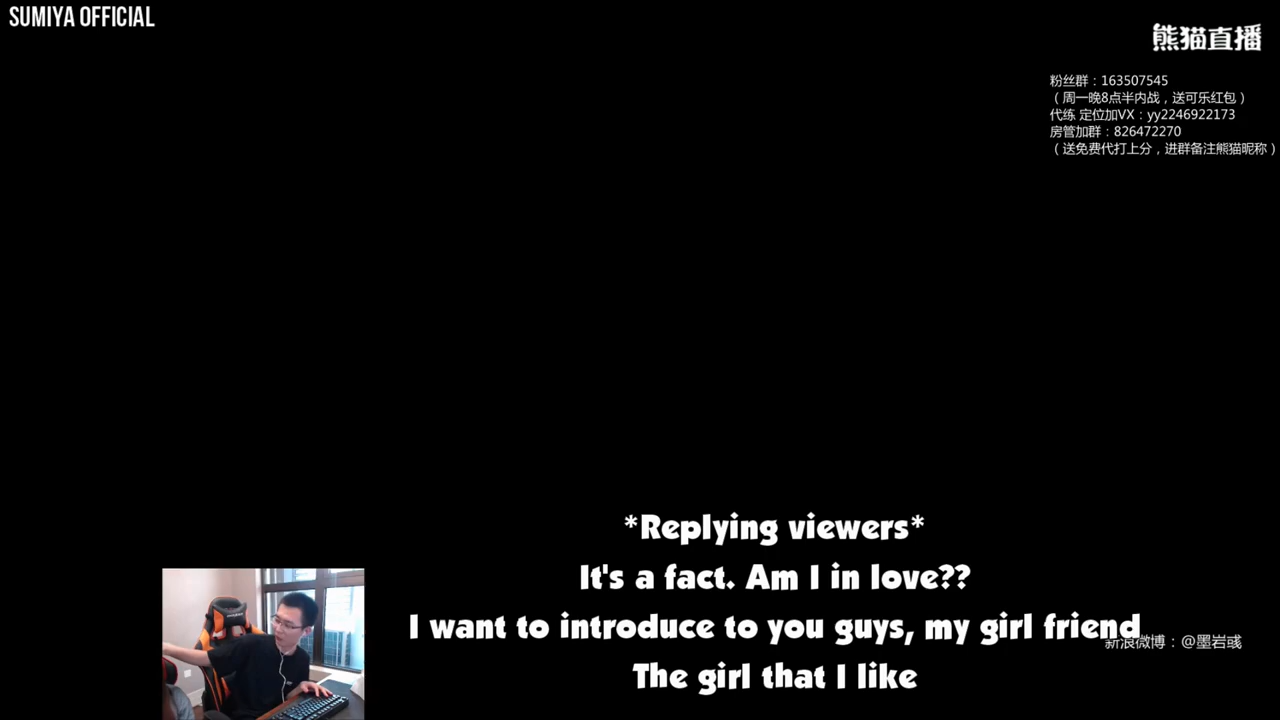 SUMIYA OFFICIAL
熊猫直播
粉丝群：163507545
（周一晚8点半内战，送可乐红包）
代练 定位加VX：yy2246922173
房管加群：826472270
（送免费代打上分，进群备注熊猫昵称）
*Replying viewers*
It's a fact. Am I in love??
I want to introduce to you guys, my girl friend
新浪微博：@墨岩彧
The girl that I like